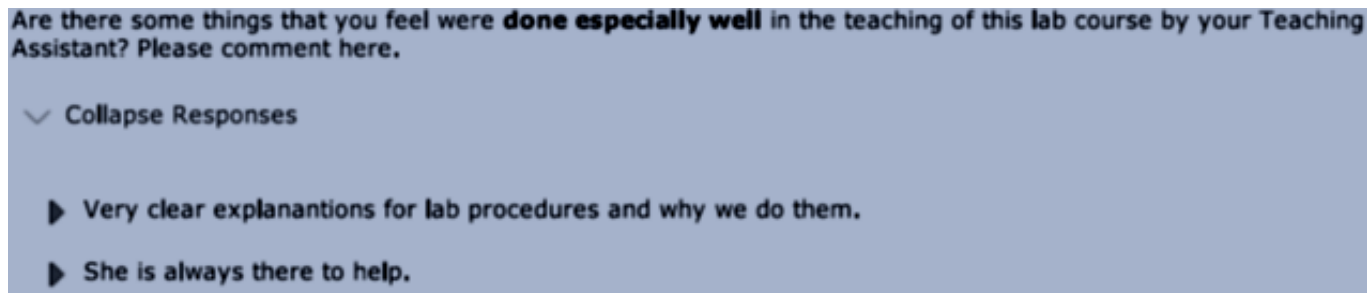 Are there some things that you feel were done especially well in the teaching of this lab course by your Teaching
Assistant? Please comment here.
Collapse Responses
Very clear explanantions for lab procedures and why we do them.
She is always there to help.